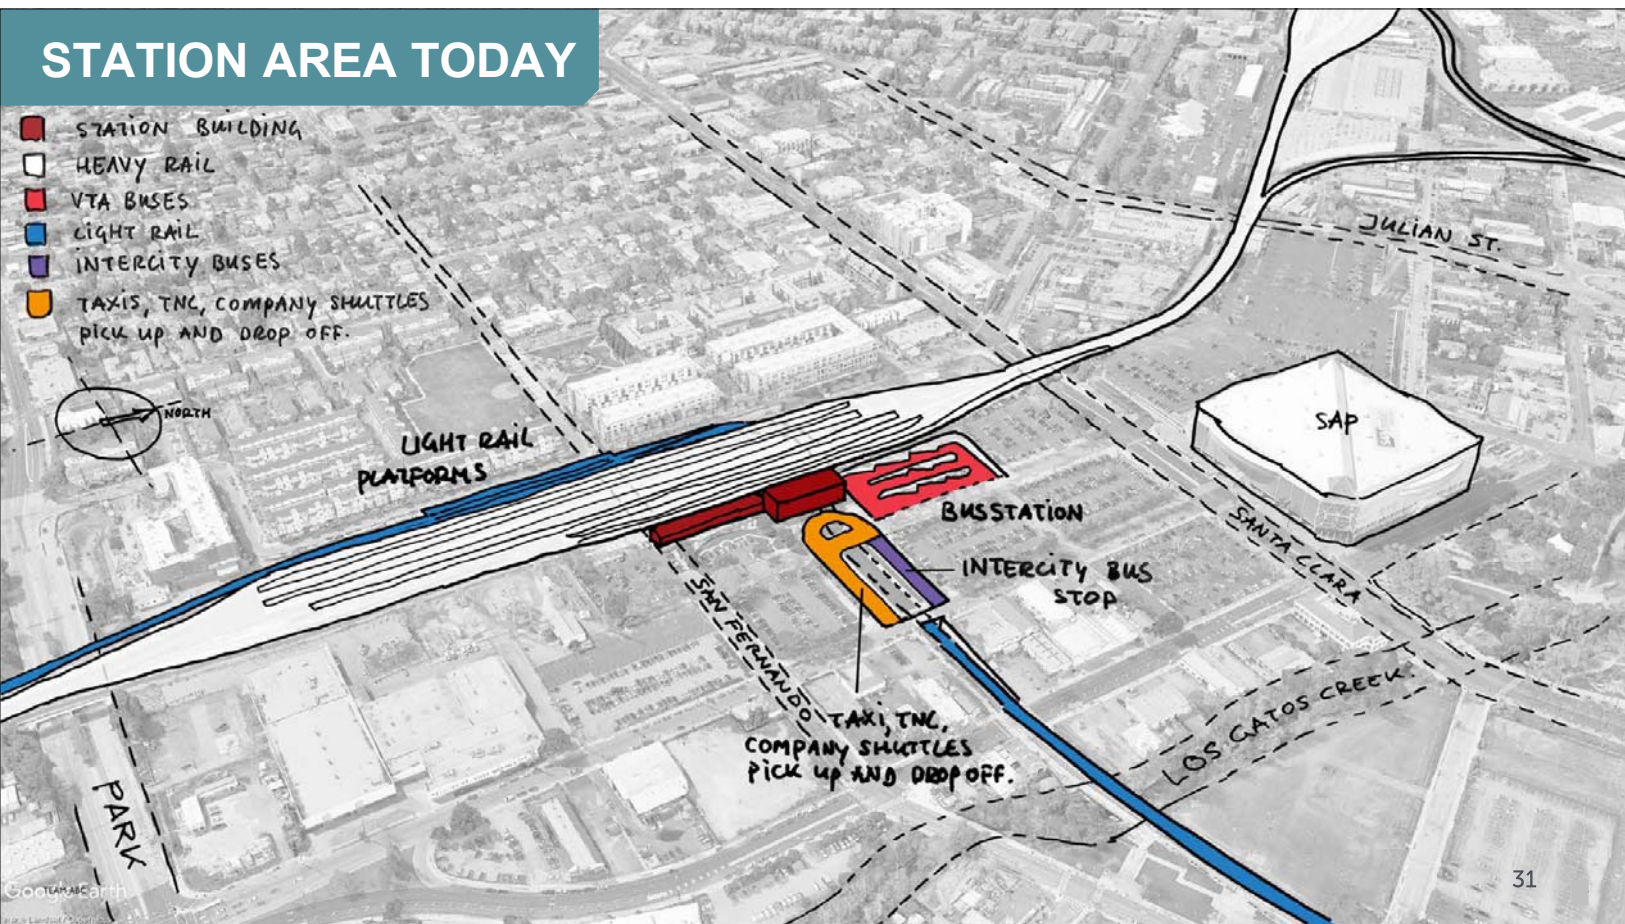 STATION AREA TODAY
STATION BUILDING
HEAVY RAIL
VTA BUSES
LIGHT RAIL
INTERCITY BUSES
TAXIS, TNC, COMPANY SHUTTLES
PICK UP AND DROP OFF.
NORTH
JULIAN ST.
LIGHT RAIL
PLATFORMS
SAP
BUSSTATION
SANTA CLARA
INTERCITY BUS
STOP
SAN FERNANDO
LOS GATOS CREEK.
TAXI, TNC,
COMPANY SHUTTLES
PICK UP AND DROP OFF.
PARK
Google Earth
TEAM ABC
31